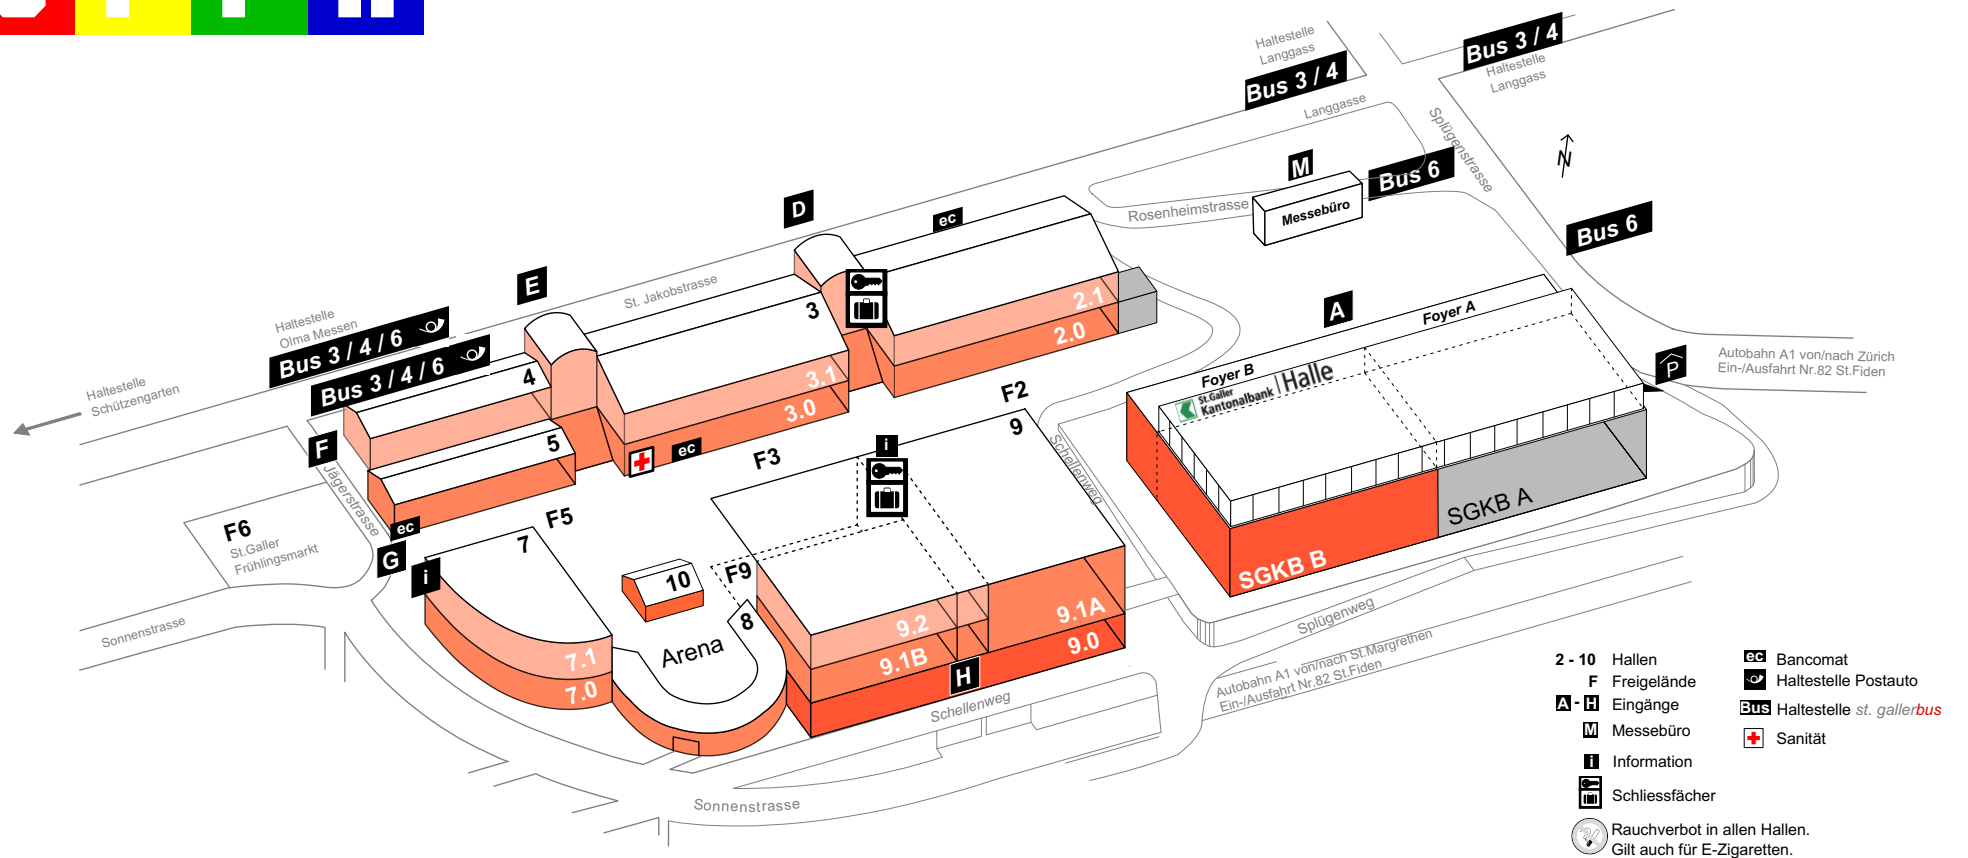 Haltestelle
Langgass
Bus 3 / 4
Bus 3 / 4
Haltestelle
Langgass
Langgasse
Splügenstrasse
N
M
Bus 6
Messebüro
Rosenheimstrasse
Bus 6
D
ec
E
St. Jakobstrasse
Haltestelle
Olma Messen
Bus 3 / 4 / 6
Bus 3 / 4 / 6
Haltestelle
Schützengarten
3
2.1
2.0
4
3.1
3.0
5
ec
F
Jägerstrasse
F6
St.Galler
Frühlingsmarkt
ec
G
i
Sonnenstrasse
F2
F3
F5
9
i
7
10
F9
8
Arena
7.1
7.0
9.2
9.1B
9.1A
9.0
H
Schellenweg
Schellenweg
Sonnenstrasse
A
Foyer A
Foyer B
St.Galler
Kantonalbank
Halle
P
SGKB A
SGKB B
Autobahn A1 von/nach Zürich
Ein-/Ausfahrt Nr.82 St.Fiden
Splügenweg
Autobahn A1 von/nach St.Margrethen
Ein-/Ausfahrt Nr.82 St.Fiden
2 - 10 Hallen
F Freigelände
A - H Eingänge
M Messebüro
i Information
Schliessfächer
Rauchverbot in allen Hallen.
Gilt auch für E-Zigaretten.
ec Bancomat
Haltestelle Postauto
Bus Haltestelle st. gallerbus
Sanität